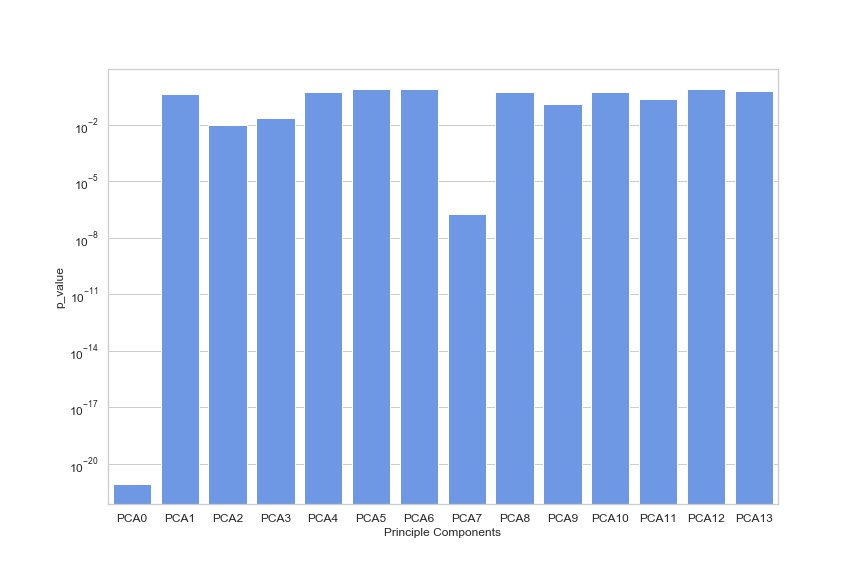 10⁻²
10⁻⁵
10⁻⁸
10⁻¹¹
10⁻¹⁴
10⁻¹⁷
10⁻²⁰
p_value
PCA0 PCA1 PCA2 PCA3 PCA4 PCA5 PCA6 PCA7 PCA8 PCA9 PCA10 PCA11 PCA12 PCA13
Principle Components